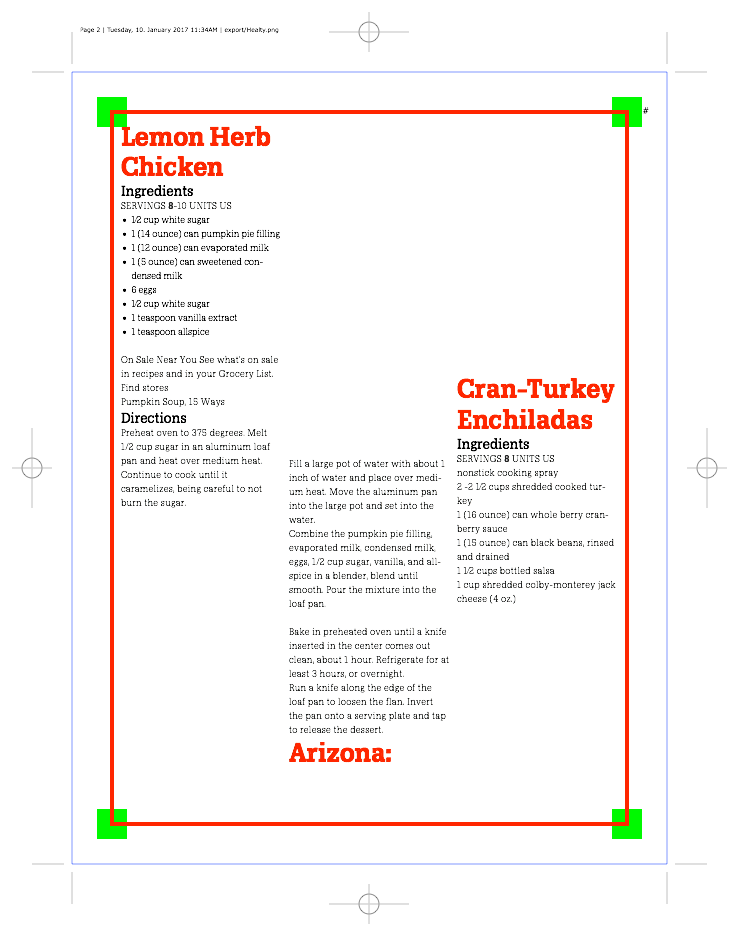 Page 2 | Tuesday, 10. January 2017 11:34AM | export/Healty.png
#
Lemon Herb
Chicken
Ingredients
SERVINGS 8-10 UNITS US
• 1⁄2 cup white sugar
• 1 (14 ounce) can pumpkin pie filling
• 1 (12 ounce) can evaporated milk
• 1 (5 ounce) can sweetened con-
densed milk
• 6 eggs
• 1⁄2 cup white sugar
• 1 teaspoon vanilla extract
• 1 teaspoon allspice
On Sale Near You See what's on sale
in recipes and in your Grocery List.
Find stores
Pumpkin Soup, 15 Ways
Directions
Preheat oven to 375 degrees. Melt
1/2 cup sugar in an aluminum loaf
pan and heat over medium heat.
Continue to cook until it
caramelizes, being careful to not
burn the sugar.
Fill a large pot of water with about 1
inch of water and place over medi-
um heat. Move the aluminum pan
into the large pot and set into the
water.
Combine the pumpkin pie filling,
evaporated milk, condensed milk,
eggs, 1/2 cup sugar, vanilla, and all-
spice in a blender, blend until
smooth. Pour the mixture into the
loaf pan.
Bake in preheated oven until a knife
inserted in the center comes out
clean, about 1 hour. Refrigerate for at
least 3 hours, or overnight.
Run a knife along the edge of the
loaf pan to loosen the flan. Invert
the pan onto a serving plate and tap
to release the dessert.
Arizona:
Cran-Turkey
Enchiladas
Ingredients
SERVINGS 8 UNITS US
nonstick cooking spray
2 -2 1⁄2 cups shredded cooked tur-
key
1 (16 ounce) can whole berry cran-
berry sauce
1 (15 ounce) can black beans, rinsed
and drained
1 1⁄2 cups bottled salsa
1 cup shredded colby-monterey jack
cheese (4 oz.)